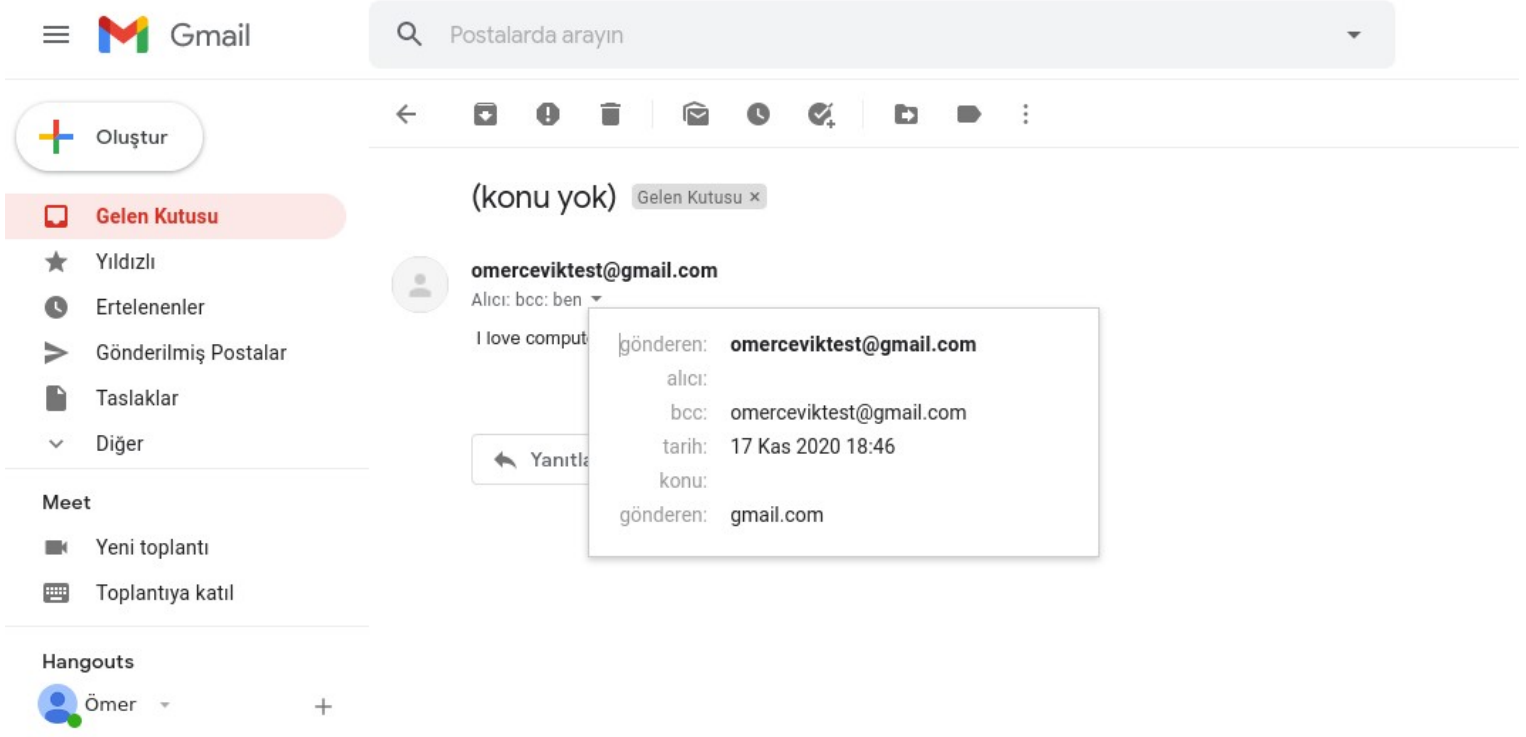 Gmail
Postalarda arayın
Oluştur
Gelen Kutusu
Yıldızlı
Ertelenenler
Gönderilmiş Postalar
Taslaklar
Diğer
Meet
Yeni toplantı
Toplantıya katıl
Hangouts
Ömer
(konu yok) Gelen Kutusu ×
omerceviktest@gmail.com
Alıcı: bcc: ben
I love
gönderen: omerceviktest@gmail.com
alıcı:
bcc: omerceviktest@gmail.com
tarih: 17 Kas 2020 18:46
konu:
gönderen: gmail.com